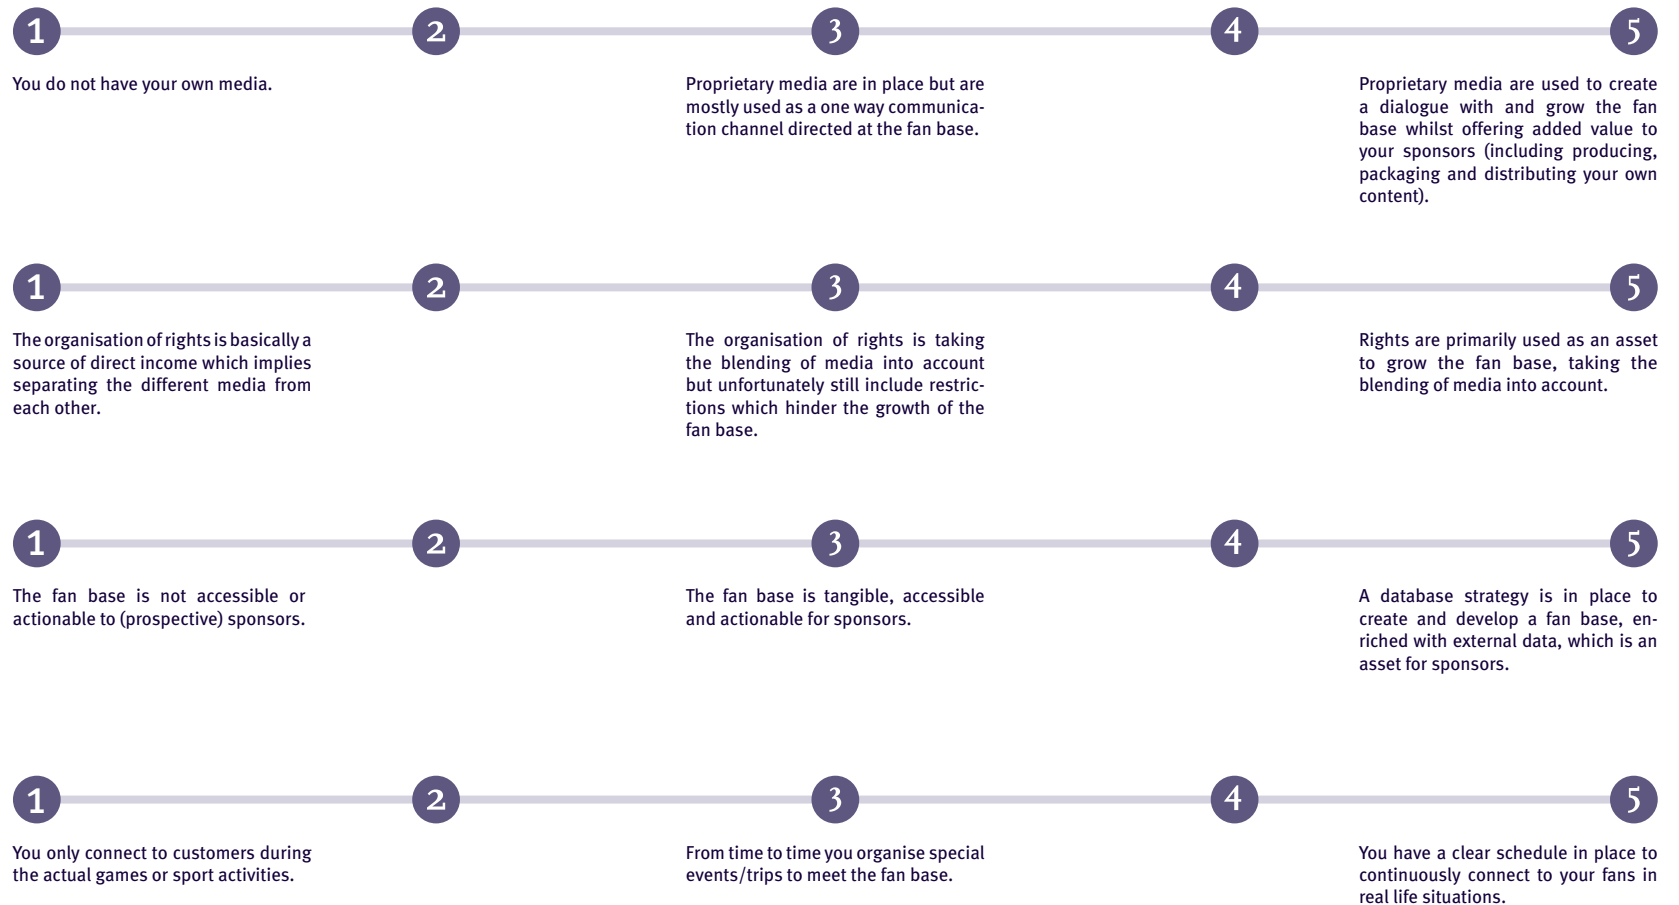 1 2 3 4 5
You do not have your own media.
Proprietary media are in place but are
mostly used as a one way communica-
tion channel directed at the fan base.
Proprietary media are used to create
a dialogue with and grow the fan
base whilst offering added value to
your sponsors (including producing,
packaging and distributing your own
content).
1 2 3 4 5
The organisation of rights is basically a
source of direct income which implies
separating the different media from
each other.
The organisation of rights is taking
the blending of media into account
but unfortunately still include restric-
tions which hinder the growth of the
fan base.
Rights are primarily used as an asset
to grow the fan base, taking the
blending of media into account.
1 2 3 4 5
The fan base is not accessible or
actionable to (prospective) sponsors.
The fan base is tangible, accessible
and actionable for sponsors.
A database strategy is in place to
create and develop a fan base, en-
riched with external data, which is an
asset for sponsors.
1 2 3 4 5
You only connect to customers during
the actual games or sport activities.
From time to time you organise special
events/trips to meet the fan base.
You have a clear schedule in place to
continuously connect to your fans in
real life situations.